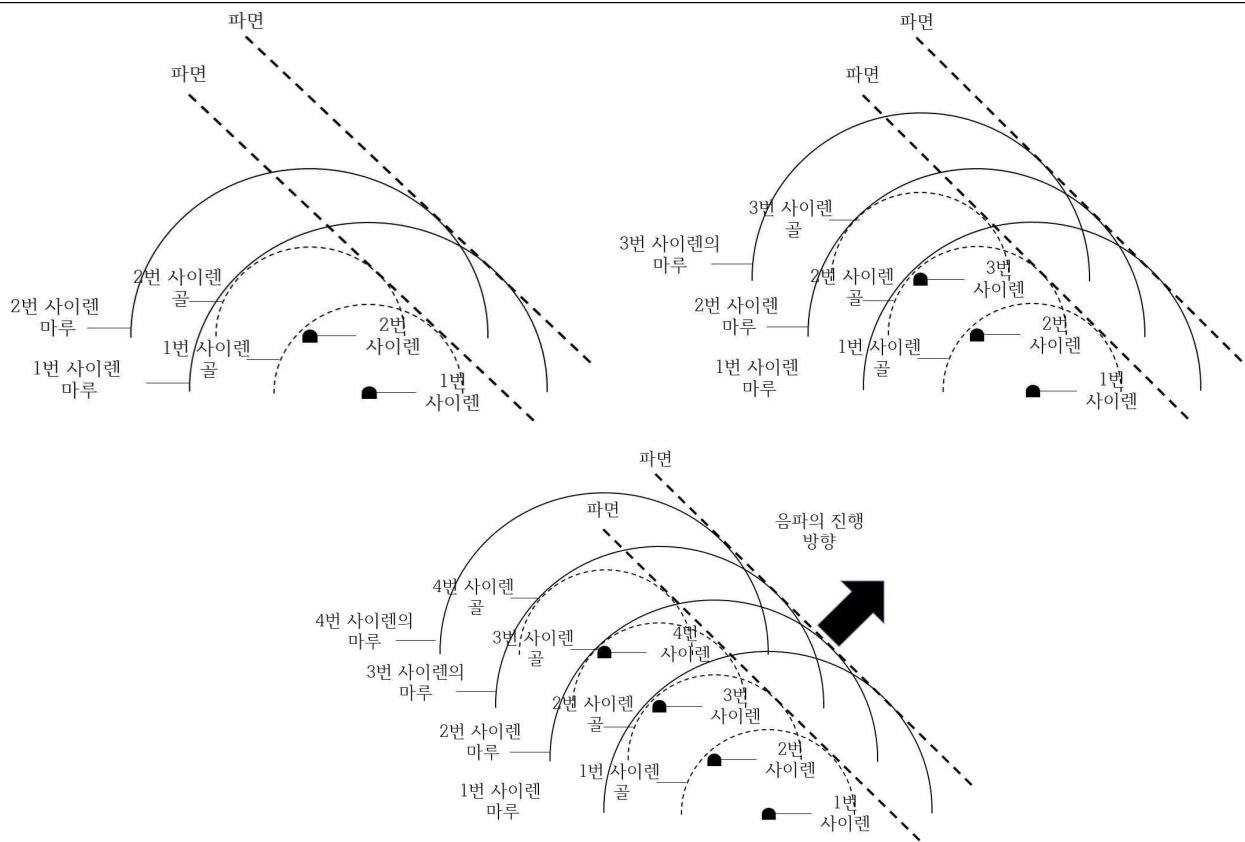 파면
파면
2번 사이렌
골
2번 사이렌
마루
1번 사이렌
골
1번 사이렌
마루
2번
사이렌
1번
사이렌
파면
파면
3번 사이렌
골
3번 사이렌의
마루
2번 사이렌
골
3번
사이렌
2번 사이렌
마루
1번 사이렌
골
2번
사이렌
1번 사이렌
마루
1번
사이렌
파면
파면
음파의 진행
방향
4번 사이렌
골
4번 사이렌의
마루
3번 사이렌
골
4번
사이렌
3번 사이렌의
마루
2번 사이렌
골
3번
사이렌
2번 사이렌
마루
1번 사이렌
골
2번
사이렌
1번 사이렌
마루
1번
사이렌